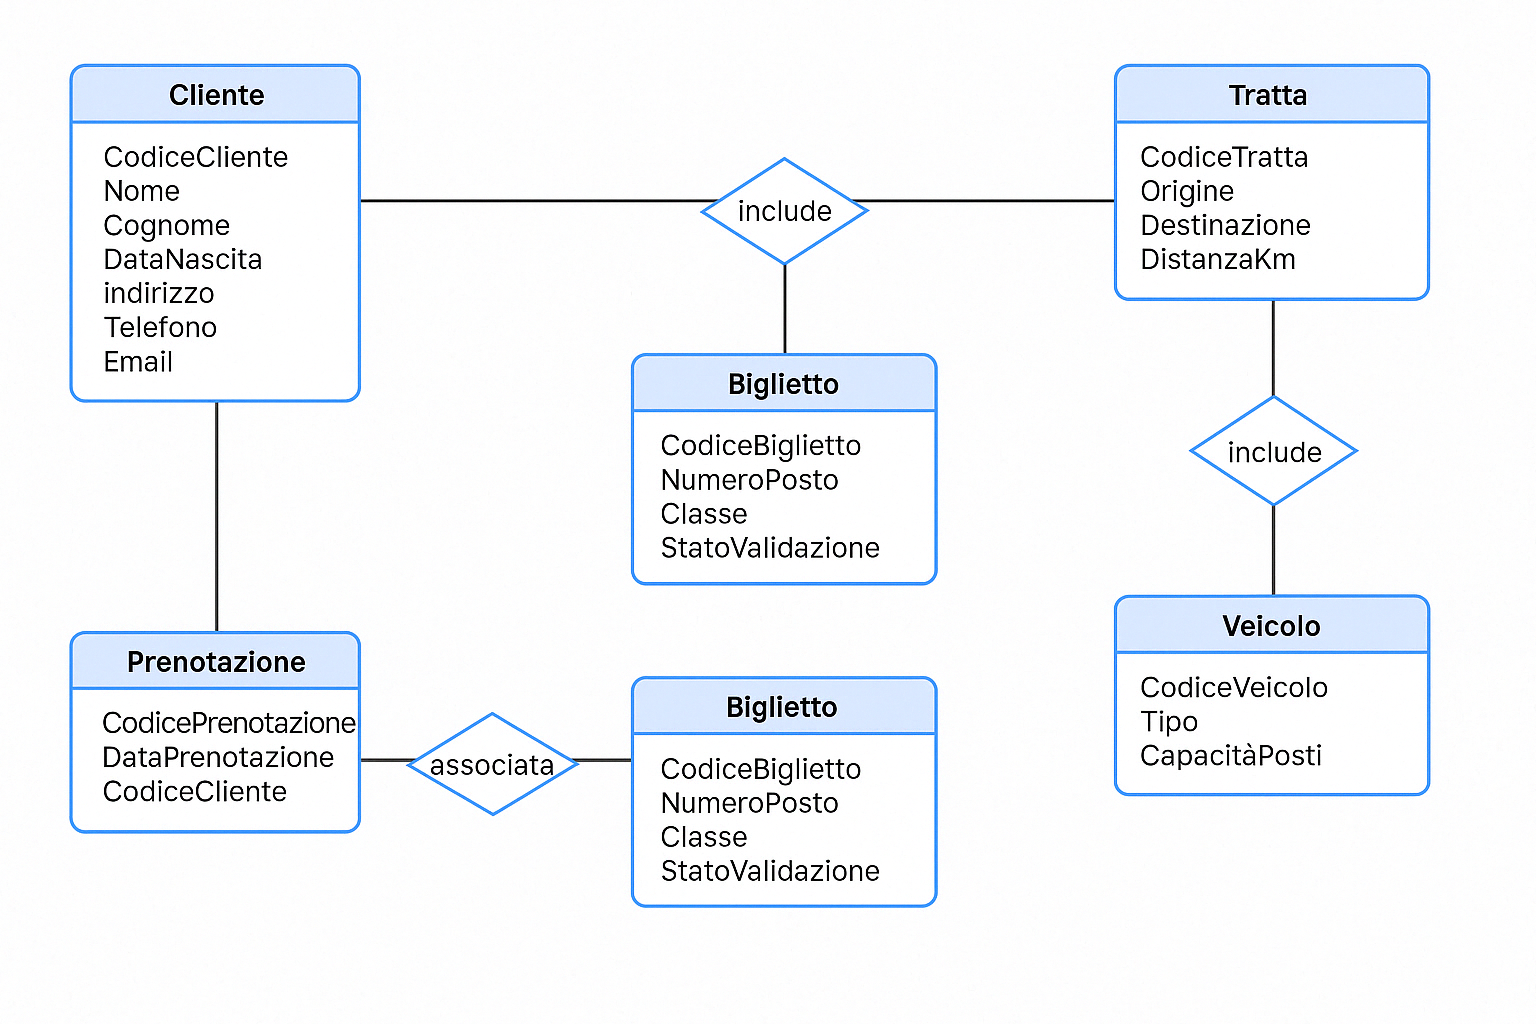 Cliente
CodiceCliente
Nome
Cognome
DataNascita
indirizzo
Telefono
Email
include
Tratta
CodiceTratta
Origine
Destinazione
DistanzaKm
Biglietto
CodiceBiglietto
NumeroPosto
Classe
StatoValidazione
include
Prenotazione
CodicePrenotazione
DataPrenotazione
CodiceCliente
associata
Biglietto
CodiceBiglietto
NumeroPosto
Classe
StatoValidazione
Veicolo
CodiceVeicolo
Tipo
CapacitàPosti